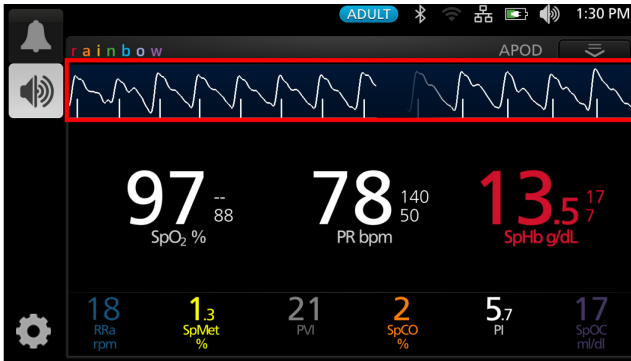 ADULT 1:30 PM
rainbow APOD
97 -- 88 78 140 50 13.5 17 7
SpO₂ % PR bpm SpHb g/dL
18 1.3 21 2 5.7 17
RRa SpMet PVI SpCO PI SpOC
rpm % % ml/dl